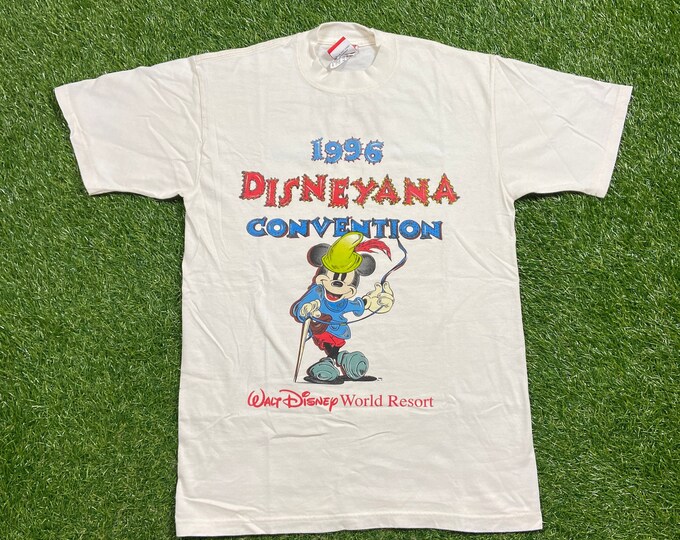 1996
DISNEYANA
CONVENTION
WALT DISNEY World Resort